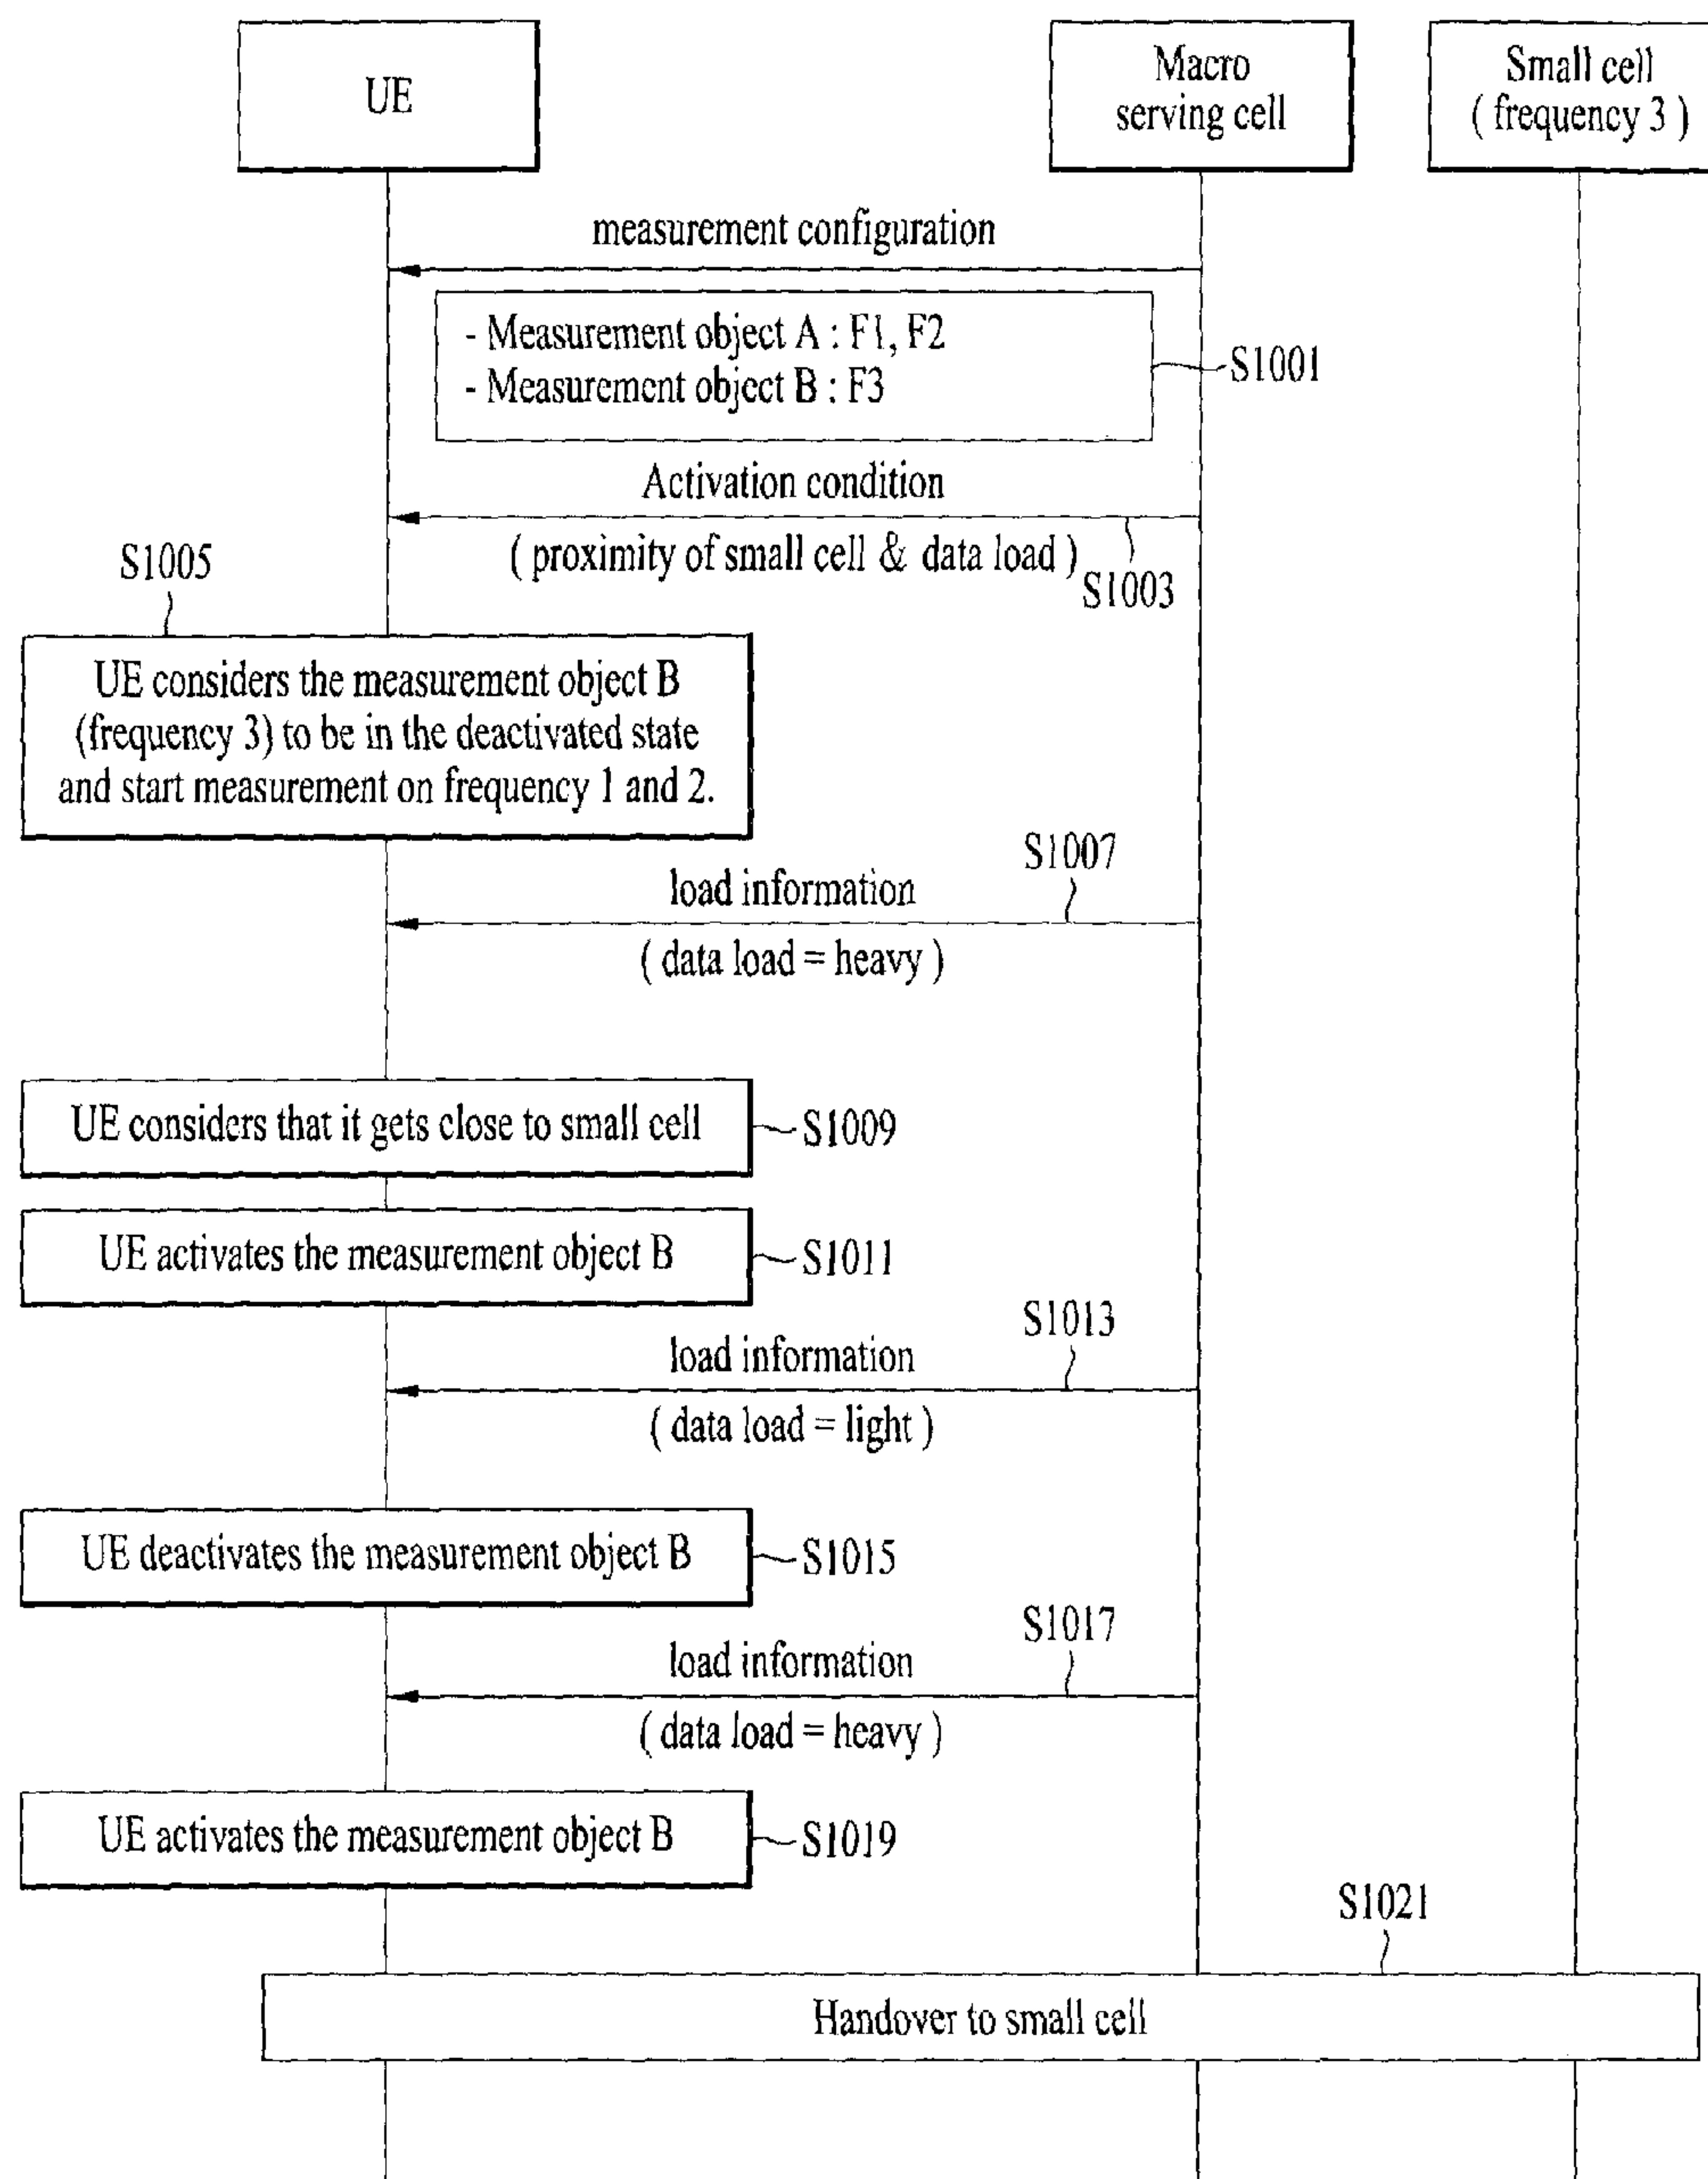 UE
Macro
serving cell
Small cell
( frequency 3 )
measurement configuration
- Measurement object A : F1, F2
- Measurement object B : F3
S1001
Activation condition
( proximity of small cell & data load )
S1003
S1005
UE considers the measurement object B
(frequency 3) to be in the deactivated state
and start measurement on frequency 1 and 2.
S1007
load information
( data load = heavy )
UE considers that it gets close to small cell
S1009
UE activates the measurement object B
S1011
S1013
load information
( data load = light )
UE deactivates the measurement object B
S1015
S1017
load information
( data load = heavy )
UE activates the measurement object B
S1019
S1021
Handover to small cell